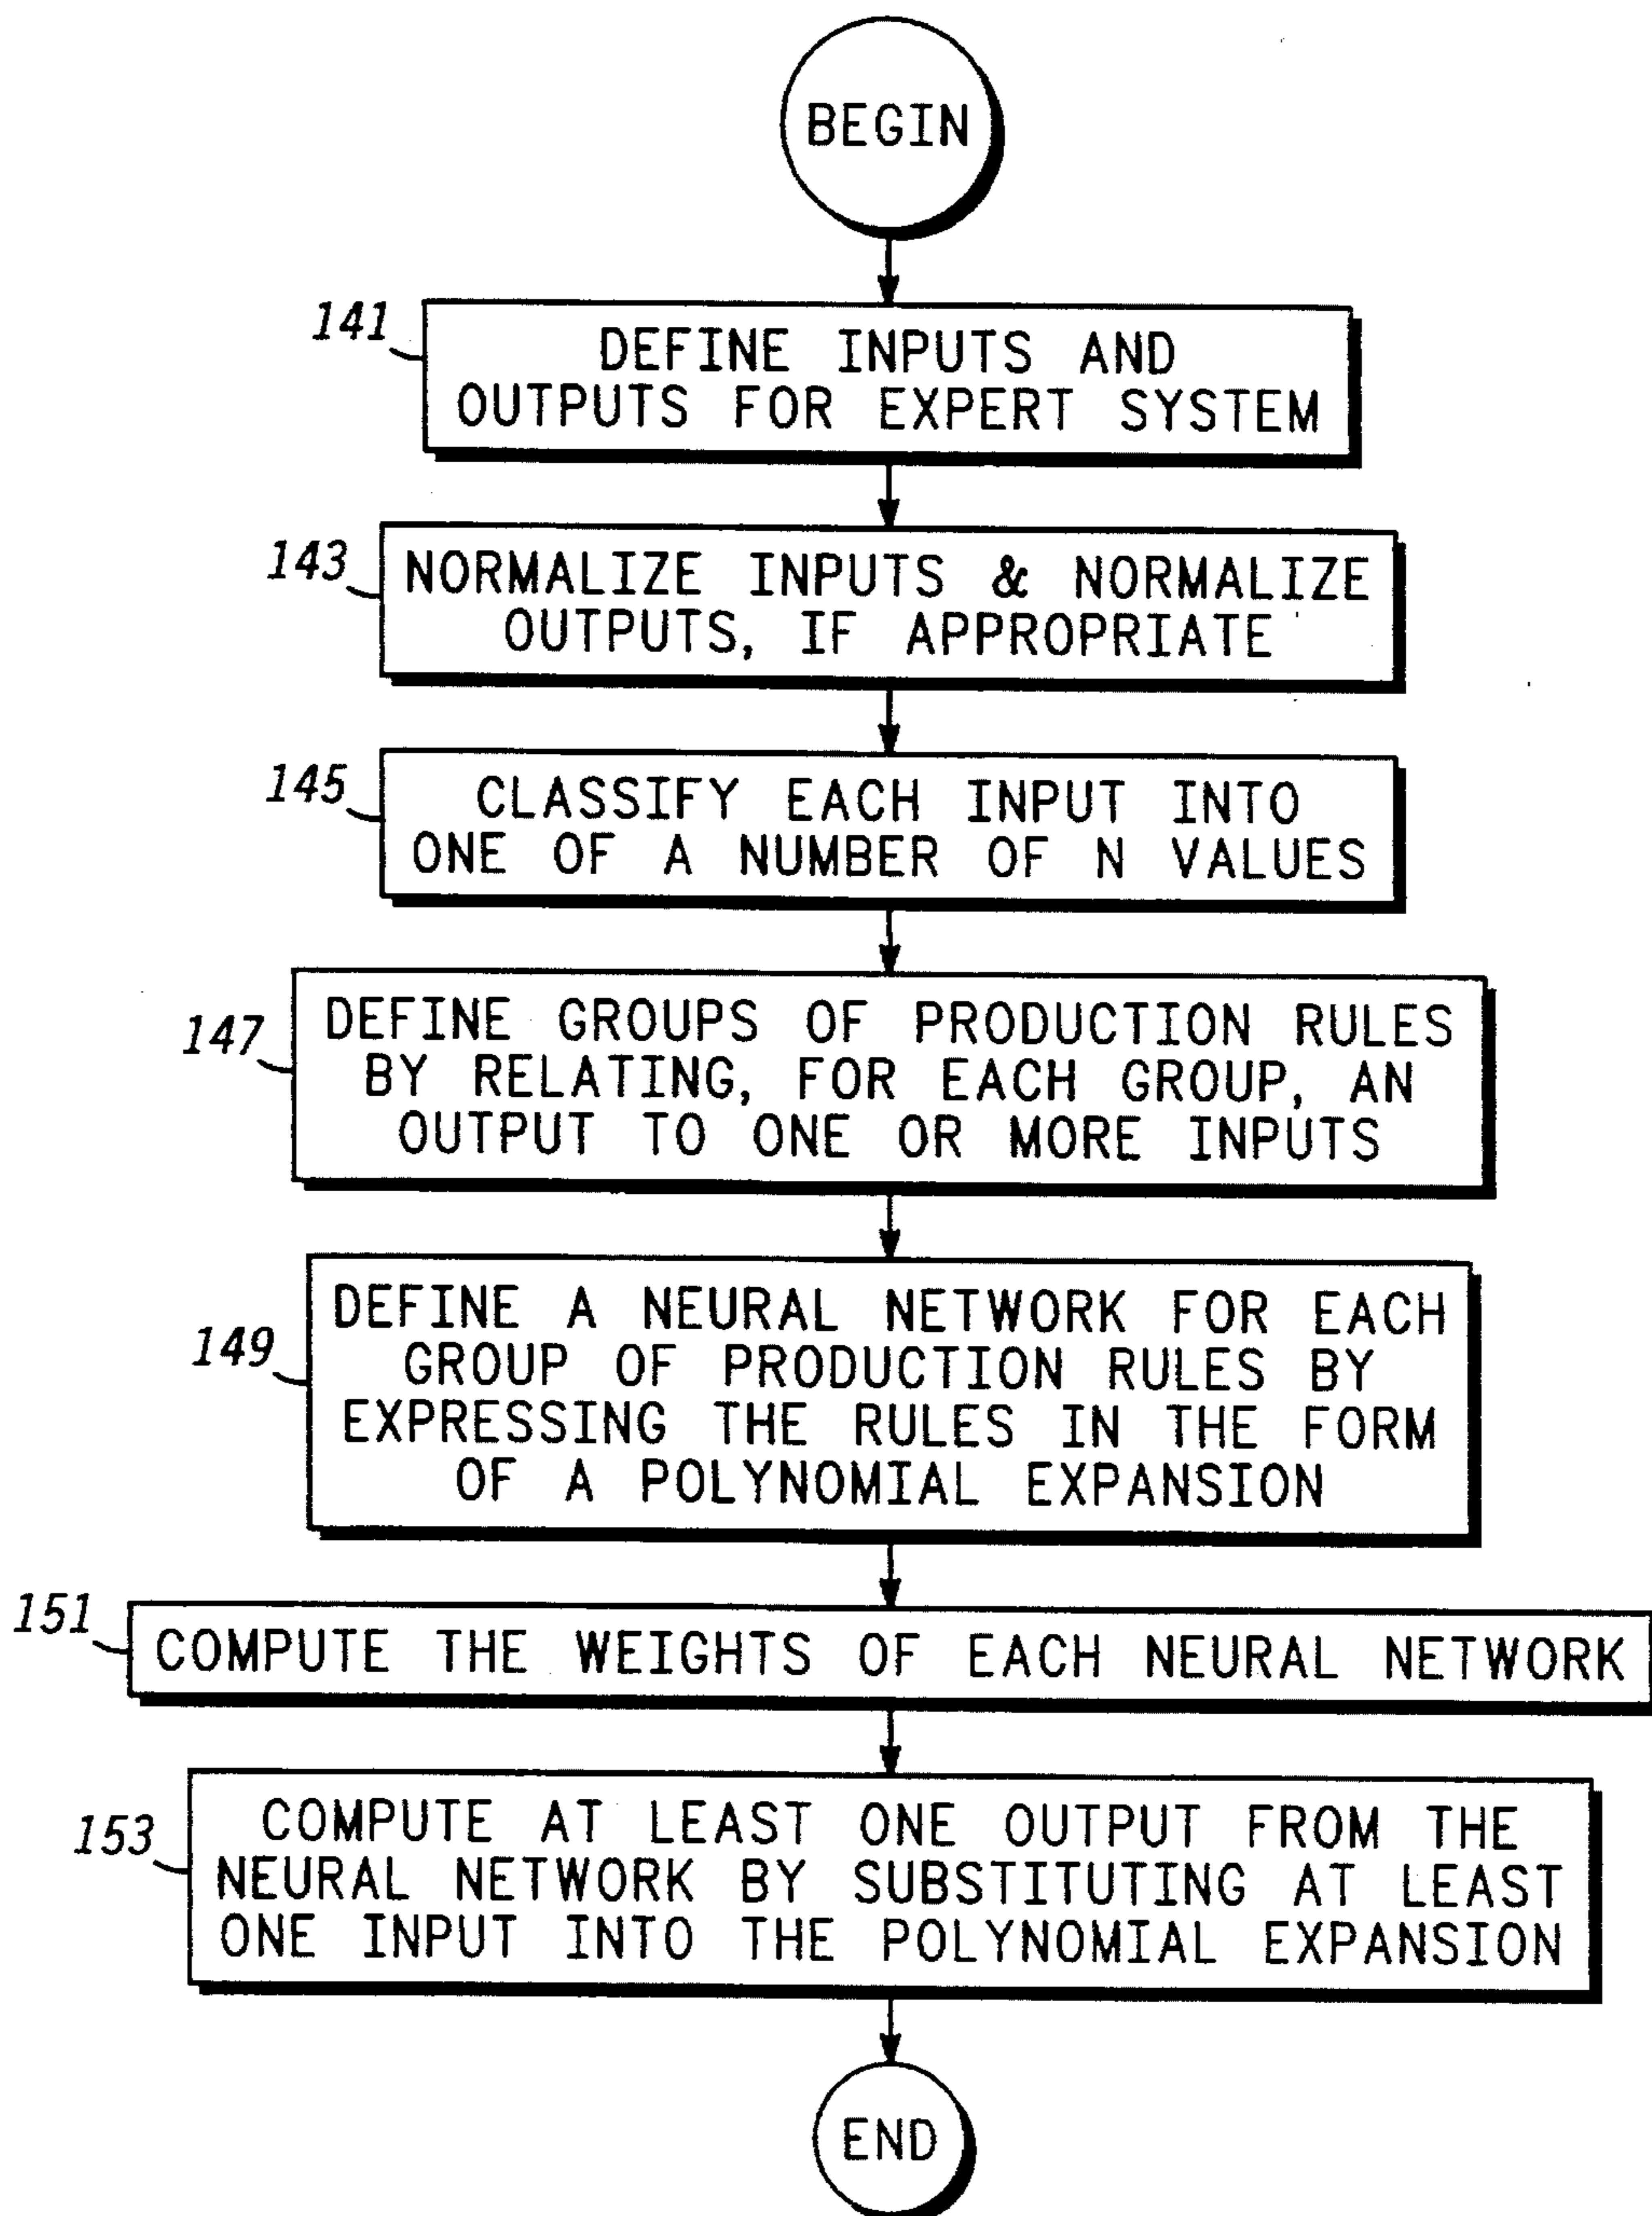 BEGIN
141
DEFINE INPUTS AND
OUTPUTS FOR EXPERT SYSTEM
143
NORMALIZE INPUTS & NORMALIZE
OUTPUTS, IF APPROPRIATE
145
CLASSIFY EACH INPUT INTO
ONE OF A NUMBER OF N VALUES
147
DEFINE GROUPS OF PRODUCTION RULES
BY RELATING, FOR EACH GROUP, AN
OUTPUT TO ONE OR MORE INPUTS
149
DEFINE A NEURAL NETWORK FOR EACH
GROUP OF PRODUCTION RULES BY
EXPRESSING THE RULES IN THE FORM
OF A POLYNOMIAL EXPANSION
151
COMPUTE THE WEIGHTS OF EACH NEURAL NETWORK
153
COMPUTE AT LEAST ONE OUTPUT FROM THE
NEURAL NETWORK BY SUBSTITUTING AT LEAST
ONE INPUT INTO THE POLYNOMIAL EXPANSION
END